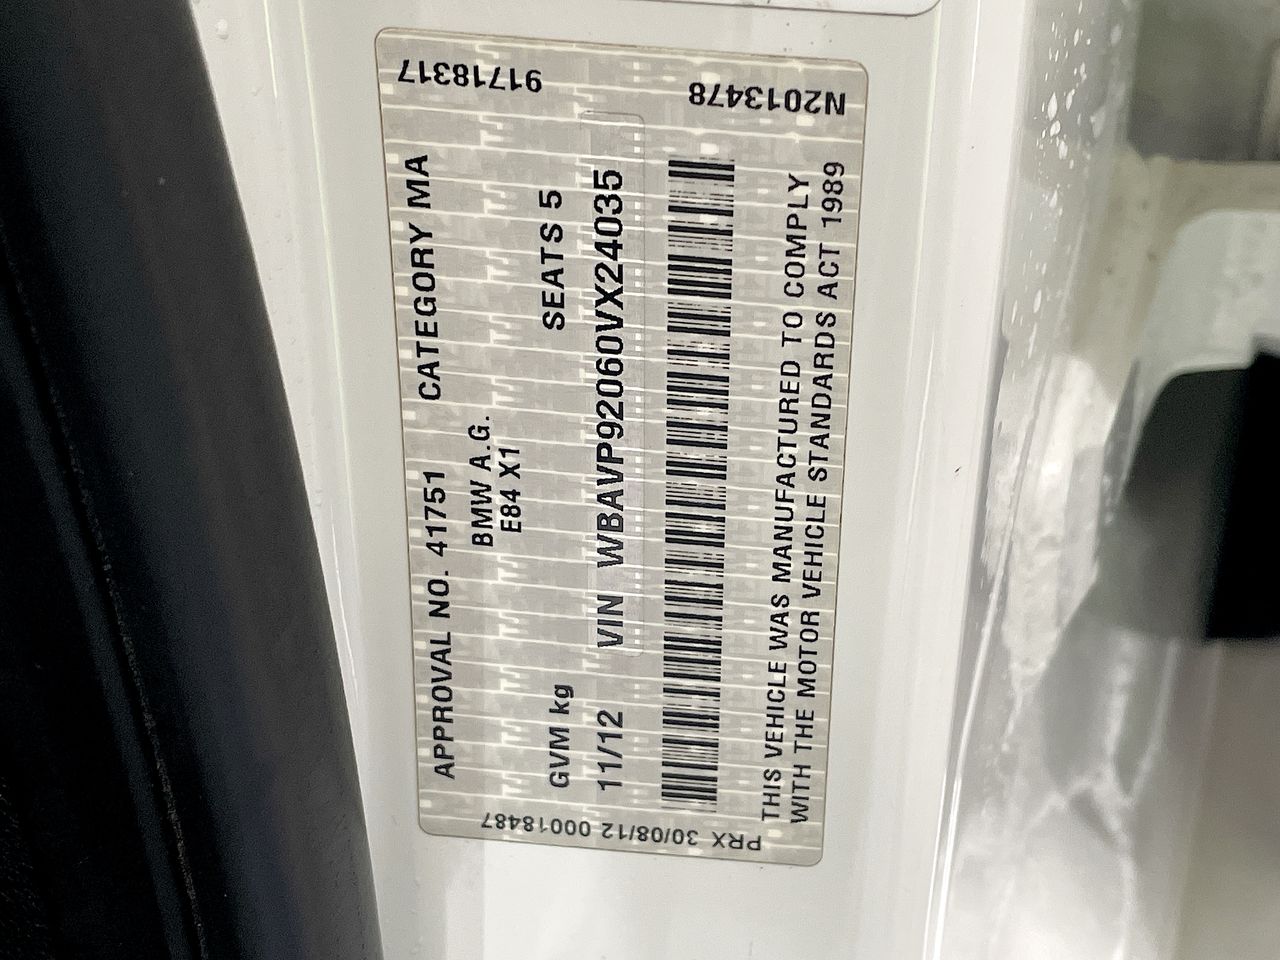 APPROVAL NO. 41751 CATEGORY MA
BMW A.G.
E84 X1
GVM kg SEATS 5
11/12 VIN WBAVP92060VX24035
THIS VEHICLE WAS MANUFACTURED TO COMPLY
WITH THE MOTOR VEHICLE STANDARDS ACT 1989
91718317
N2013478
PRX 30/08/12 00018487